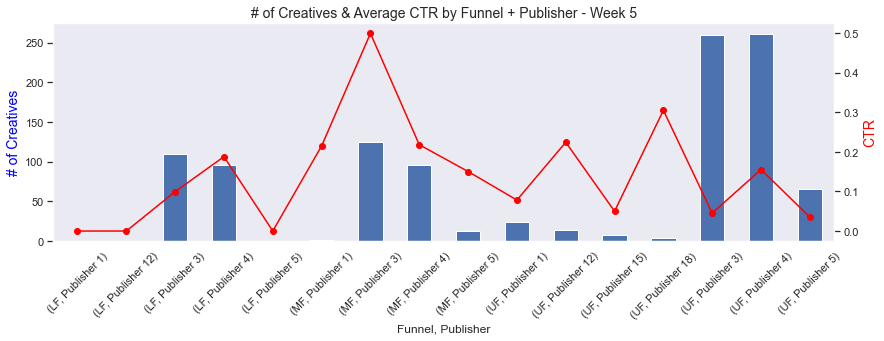 # of Creatives & Average CTR by Funnel + Publisher - Week 5
# of Creatives
250
200
150
100
50
0
0.5
0.4
0.3
0.2
0.1
0.0
CTR
(LF, Publisher 1)
(LF, Publisher 12)
(LF, Publisher 3)
(LF, Publisher 4)
(LF, Publisher 5)
(MF, Publisher 1)
(MF, Publisher 3)
(MF, Publisher 4)
(MF, Publisher 5)
(UF, Publisher 1)
(UF, Publisher 12)
(UF, Publisher 15)
(UF, Publisher 18)
(UF, Publisher 3)
(UF, Publisher 4)
(UF, Publisher 5)
Funnel, Publisher